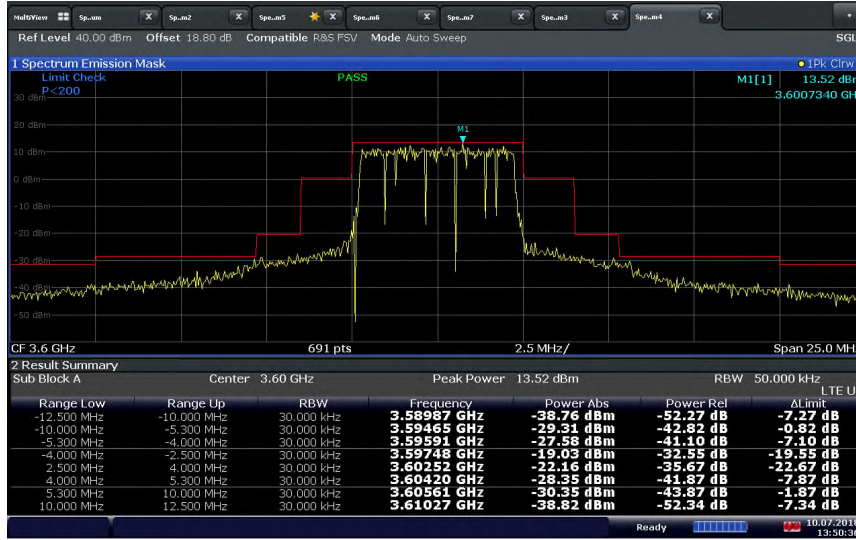 MultiView Sp..um X Sp..m2 X Spe..m5 X Spe..m6 X Spe..m7 X Spe..m3 X Spe..m4 X
Ref Level 40.00 dBm Offset 18.80 dB Compatible R&S FSV Mode Auto Sweep SGL
1 Spectrum Emission Mask 1Pk Clrw
Limit Check PASS M1[1] 13.52 dBm
P<200 3.6007340 GH
30 dBm
20 dBm
M1
10 dBm
0 dBm
-10 dBm
-20 dBm
-30 dBm
-40 dBm
-50 dBm
CF 3.6 GHz 691 pts 2.5 MHz/ Span 25.0 MHz
2 Result Summary
Sub Block A Center 3.60 GHz Peak Power 13.52 dBm RBW 50.000 kHz
LTE U
Range Low Range Up RBW Frequency Power Abs Power Rel ΔLimit
-12.500 MHz -10.000 MHz 30.000 kHz 3.58987 GHz -38.76 dBm -52.27 dB -7.27 dB
-10.000 MHz -5.300 MHz 30.000 kHz 3.59465 GHz -29.31 dBm -42.82 dB -0.82 dB
-5.300 MHz -4.000 MHz 30.000 kHz 3.59591 GHz -27.58 dBm -41.10 dB -7.10 dB
-4.000 MHz -2.500 MHz 30.000 kHz 3.59748 GHz -19.03 dBm -32.55 dB -19.55 dB
2.500 MHz 4.000 MHz 30.000 kHz 3.60252 GHz -22.16 dBm -35.67 dB -22.67 dB
4.000 MHz 5.300 MHz 30.000 kHz 3.60420 GHz -28.35 dBm -41.87 dB -7.87 dB
5.300 MHz 10.000 MHz 30.000 kHz 3.60561 GHz -30.35 dBm -43.87 dB -1.87 dB
10.000 MHz 12.500 MHz 30.000 kHz 3.61027 GHz -38.82 dBm -52.34 dB -7.34 dB
Ready 10.07.2018
13:50:36